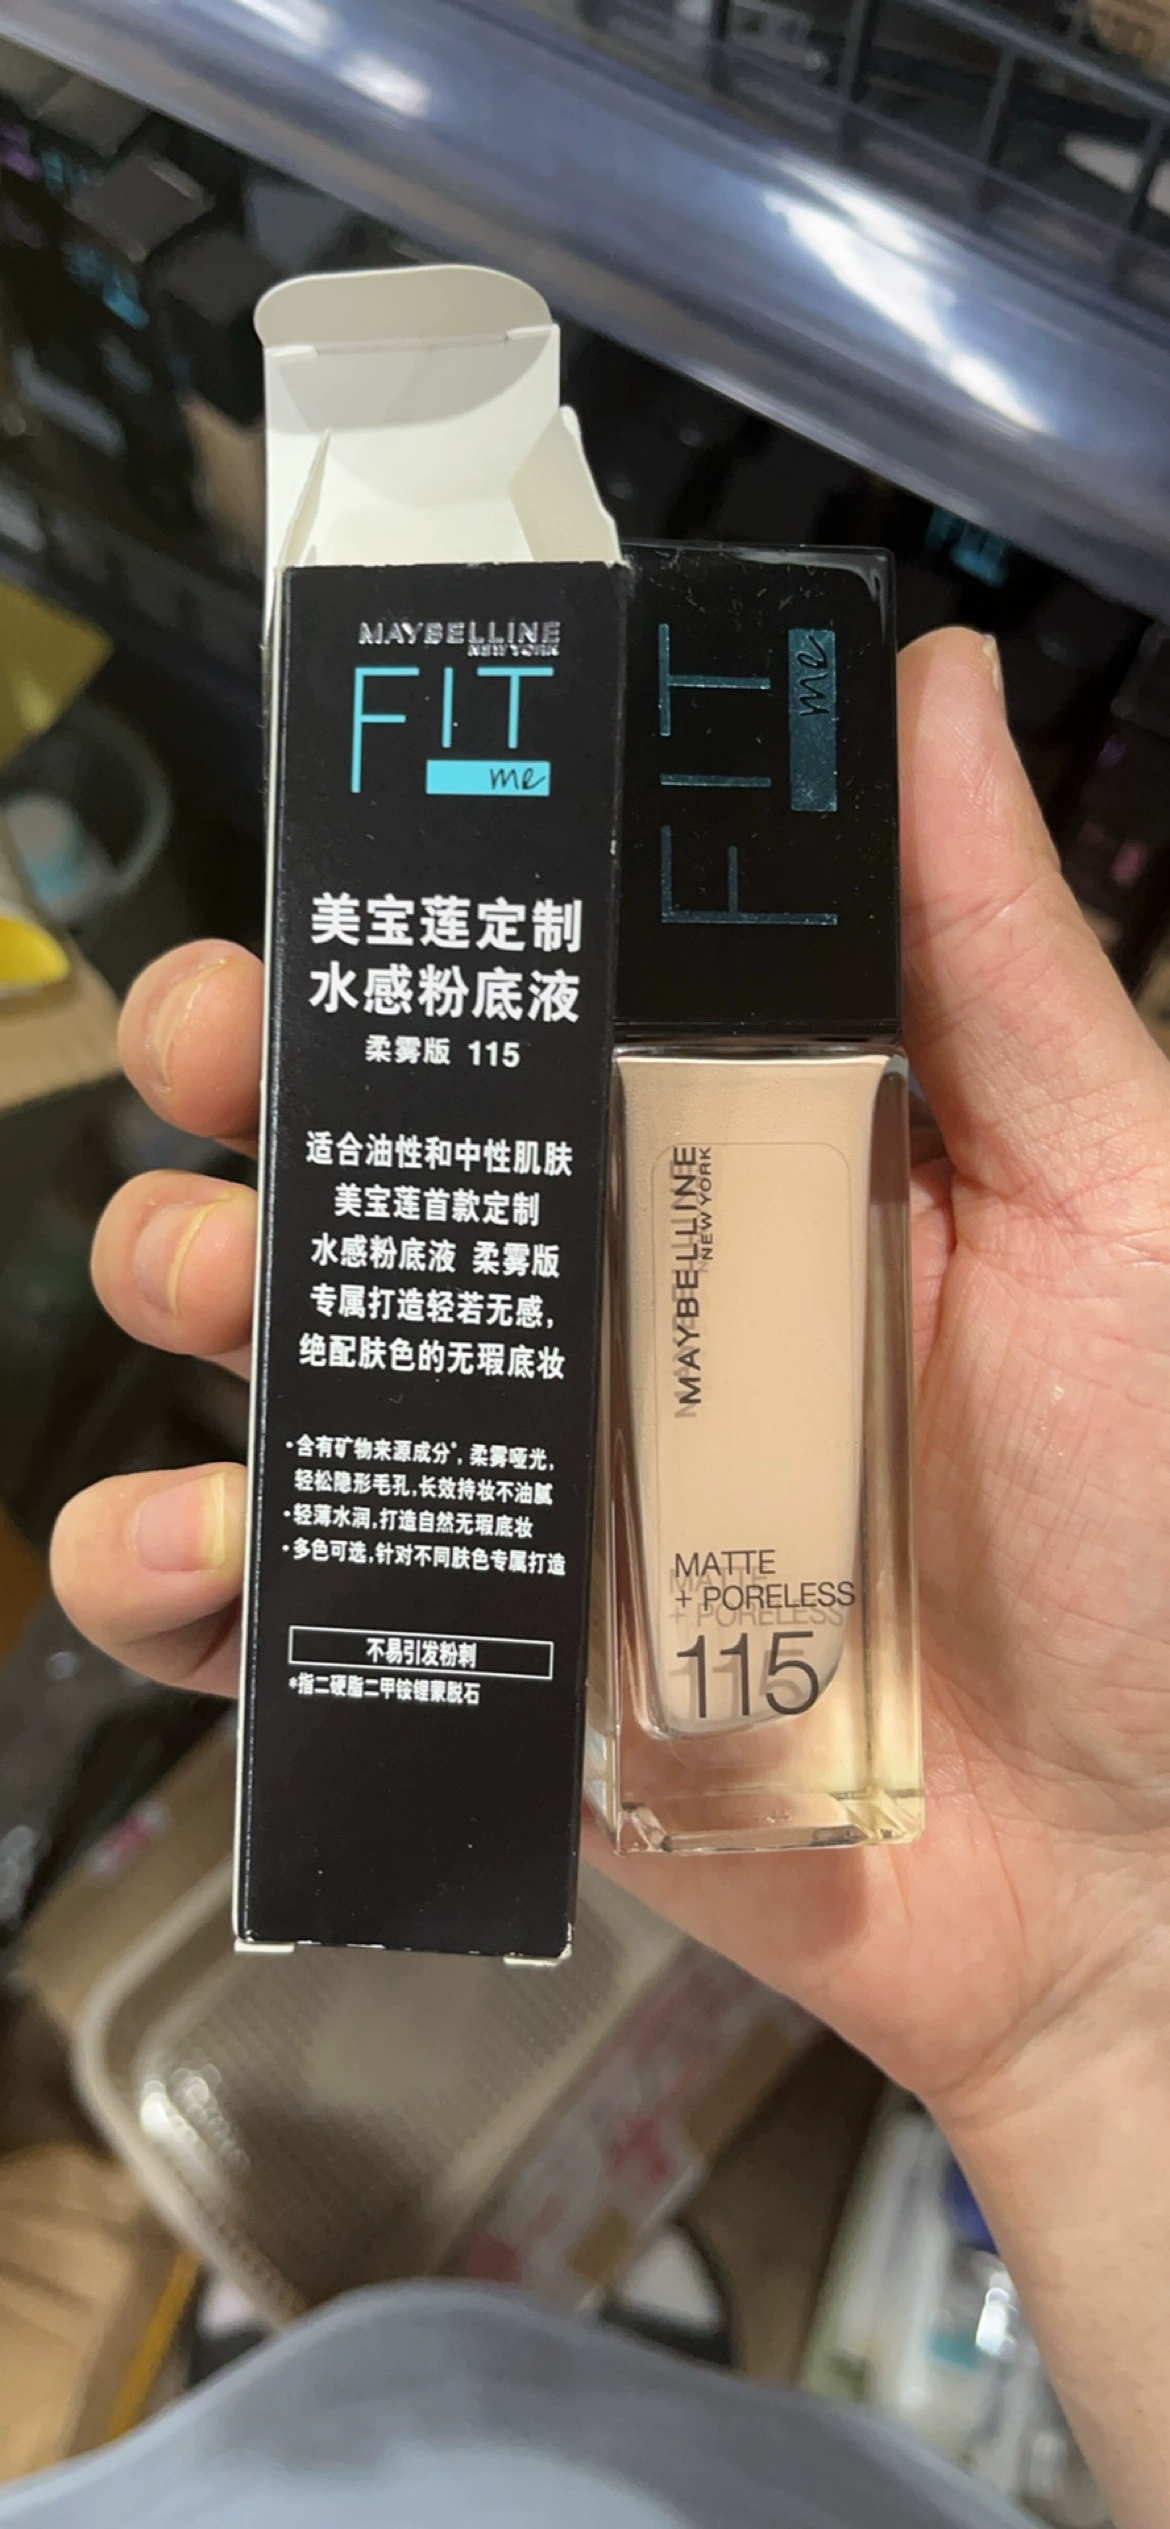 MAYBELLINE
NEW YORK
FIT
me
美宝莲定制
水感粉底液
柔雾版 115
适合油性和中性肌肤
美宝莲首款定制
水感粉底液 柔雾版
专属打造轻若无感，
绝配肤色的无瑕底妆
·含有矿物来源成分*，柔雾哑光，
轻松隐形毛孔，长效持妆不油腻
·轻薄水润，打造自然无瑕底妆
·多色可选，针对不同肤色专属打造
不易引发粉刺
*指二硬脂二甲铵锂蒙脱石
FIT
me
MAYBELLINE
NEW YORK
MATTE
+ PORELESS
115